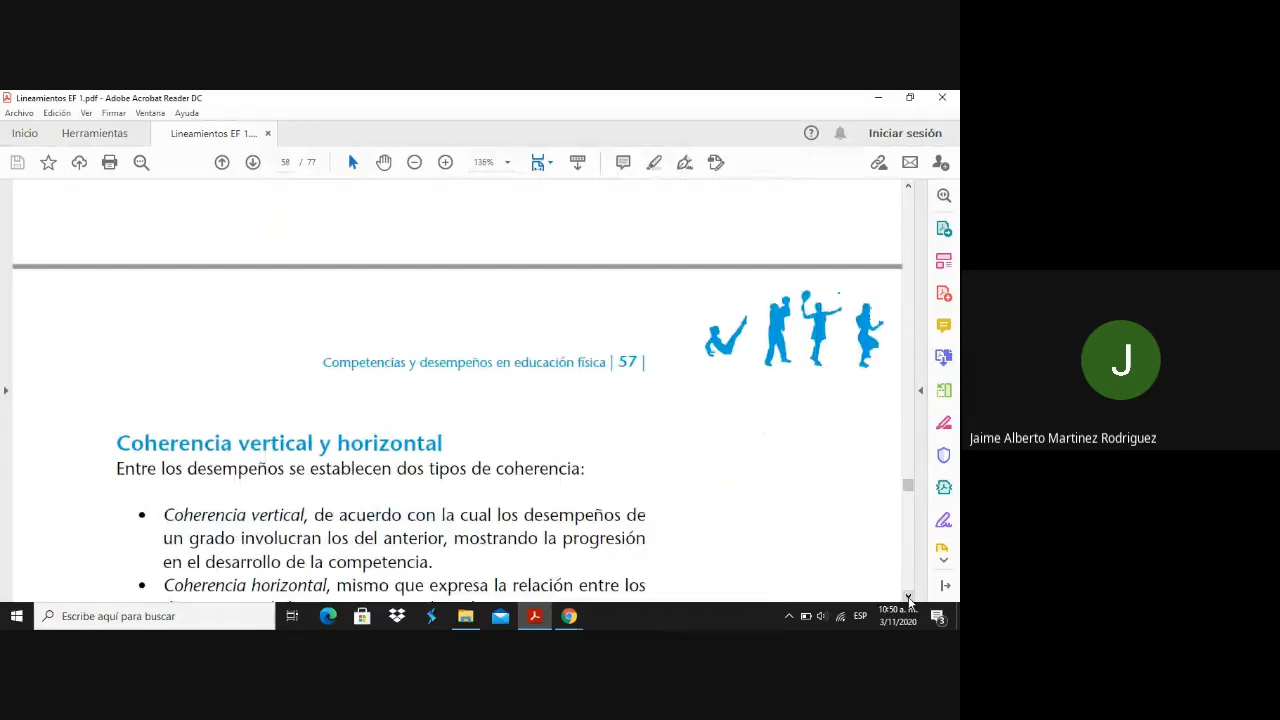 Lineamientos EF 1.pdf - Adobe Acrobat Reader DC
Archivo Edición Ver Firmar Ventana Ayuda
Inicio Herramientas Lineamientos EF 1.... × Iniciar sesión
58 / 77 136%
Competencias y desempeños en educación física | 57 |
Coherencia vertical y horizontal
Entre los desempeños se establecen dos tipos de coherencia:
• Coherencia vertical, de acuerdo con la cual los desempeños de
un grado involucran los del anterior, mostrando la progresión
en el desarrollo de la competencia.
• Coherencia horizontal, mismo que expresa la relación entre los
Escribe aquí para buscar
ESP
10:50 a.
3/11/2020
3
J
Jaime Alberto Martinez Rodriguez